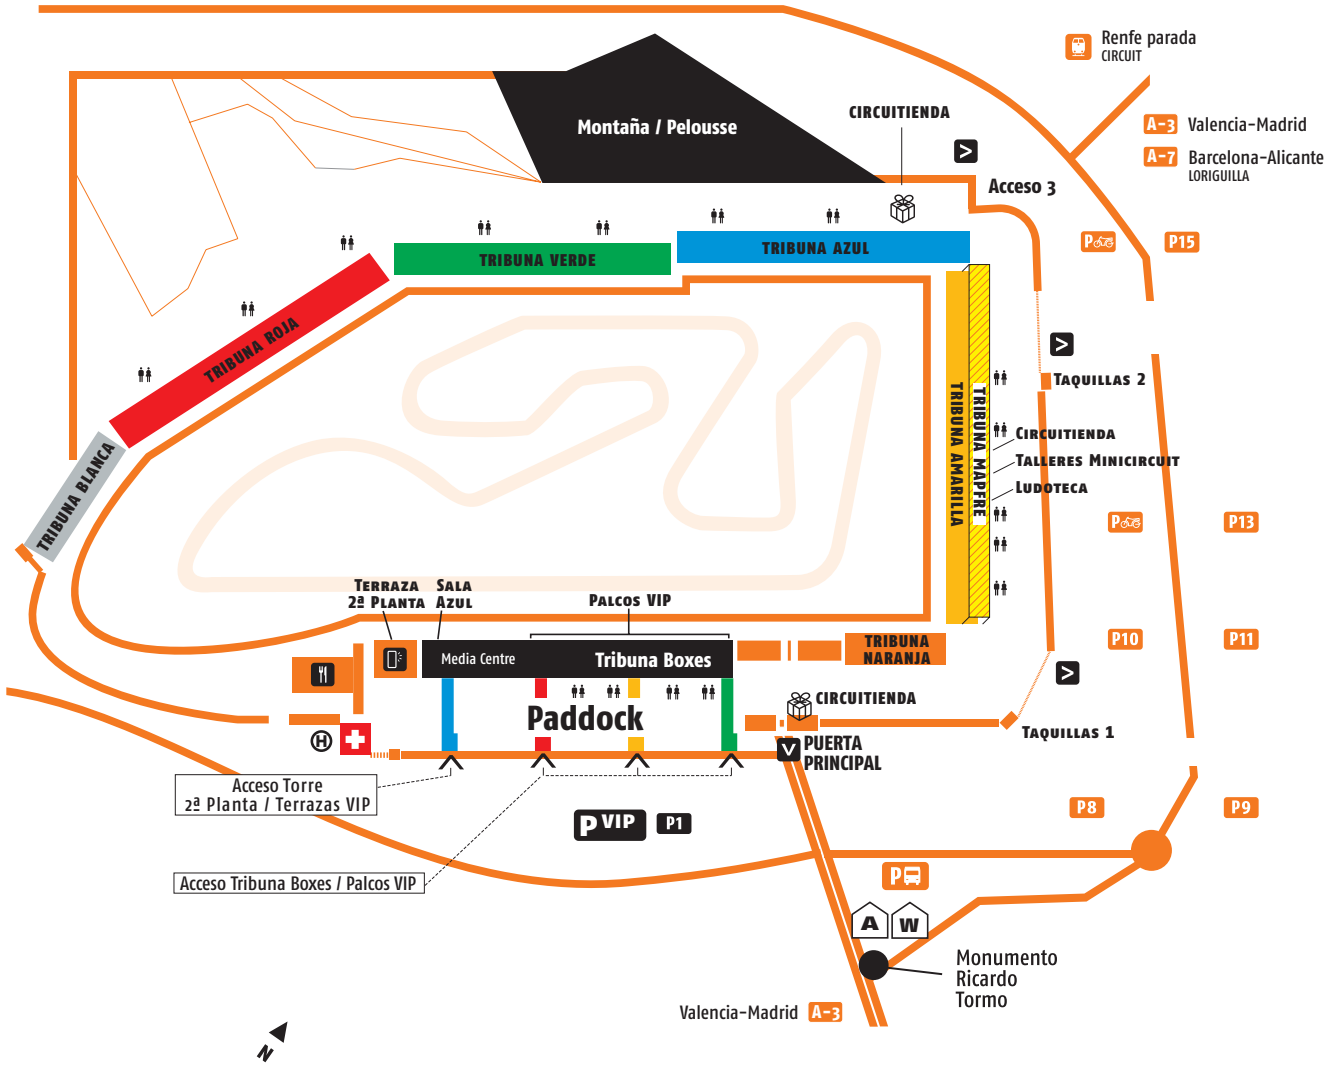 Renfe parada
CIRCUIT
A-3 Valencia-Madrid
A-7 Barcelona-Alicante
LORIGUILLA
CIRCUITIENDA
Montaña / Pelousse
>
Acceso 3
P
P15
TRIBUNA AZUL
TRIBUNA VERDE
TRIBUNA ROJA
TRIBUNA BLANCA
>
TAQUILLAS 2
TRIBUNA AMARILLA
TRIBUNA MAPFRE
CIRCUITIENDA
TALLERES MINICIRCUIT
LUDOTECA
P
P13
P10
P11
TERRAZA
2ª PLANTA
SALA
AZUL
PALCOS VIP
Media Centre
Tribuna Boxes
TRIBUNA
NARANJA
>
Paddock
CIRCUITIENDA
TAQUILLAS 1
H
V
PUERTA
PRINCIPAL
Acceso Torre
2ª Planta / Terrazas VIP
P VIP
P1
P8
P9
Acceso Tribuna Boxes / Palcos VIP
P
A
W
Monumento
Ricardo
Tormo
Valencia-Madrid A-3
N